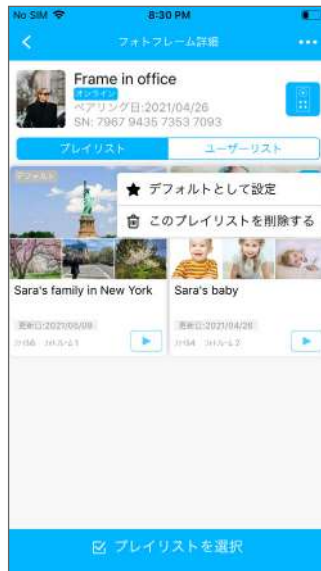 No SIM 8:30 PM
フォトフレーム詳細
Frame in office
オンライン
ペアリング日:2021/04/26
SN: 7967 9435 7353 7093
プレイリスト ユーザーリスト
デフォルト
デフォルトとして設定
このプレイリストを削除する
Sara's family in New York Sara's baby
更新日:2021/05/08 更新日:2021/04/26
プレイリストを選択